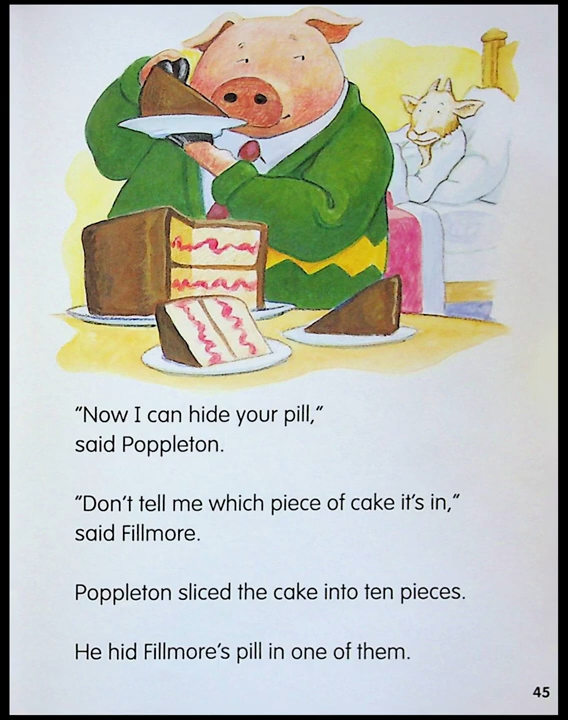 "Now I can hide your pill,"
said Poppleton.
"Don't tell me which piece of cake it's in,"
said Fillmore.
Poppleton sliced the cake into ten pieces.
He hid Fillmore's pill in one of them.
45